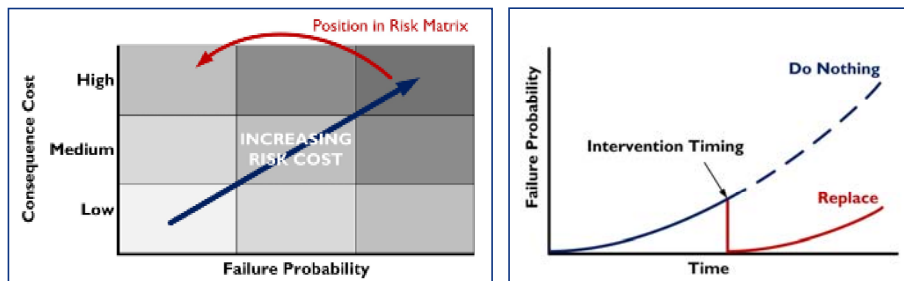 Position in Risk Matrix
Consequence Cost
High
Medium
Low
INCREASING
RISK COST
Failure Probability
Failure Probability
Do Nothing
Intervention Timing
Replace
Time